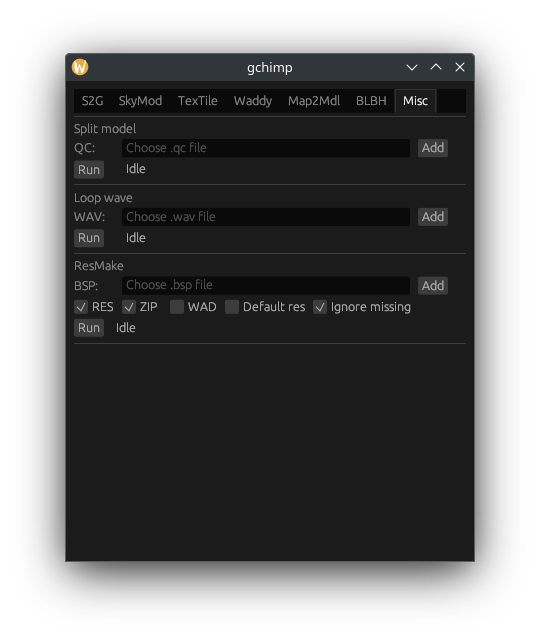 gchimp
S2G SkyMod TexTile Waddy Map2Mdl BLBH Misc
Split model
QC: Choose .qc file Add
Run Idle
Loop wave
WAV: Choose .wav file Add
Run Idle
ResMake
BSP: Choose .bsp file Add
RES ZIP WAD Default res Ignore missing
Run Idle